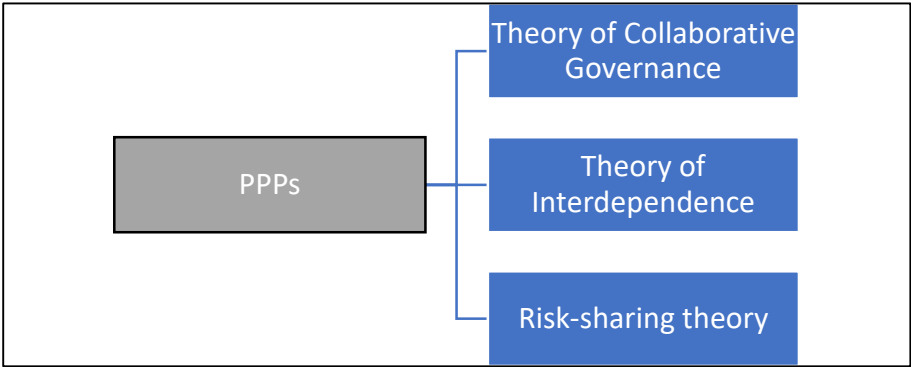 Theory of Collaborative
Governance
PPPs
Theory of
Interdependence
Risk-sharing theory